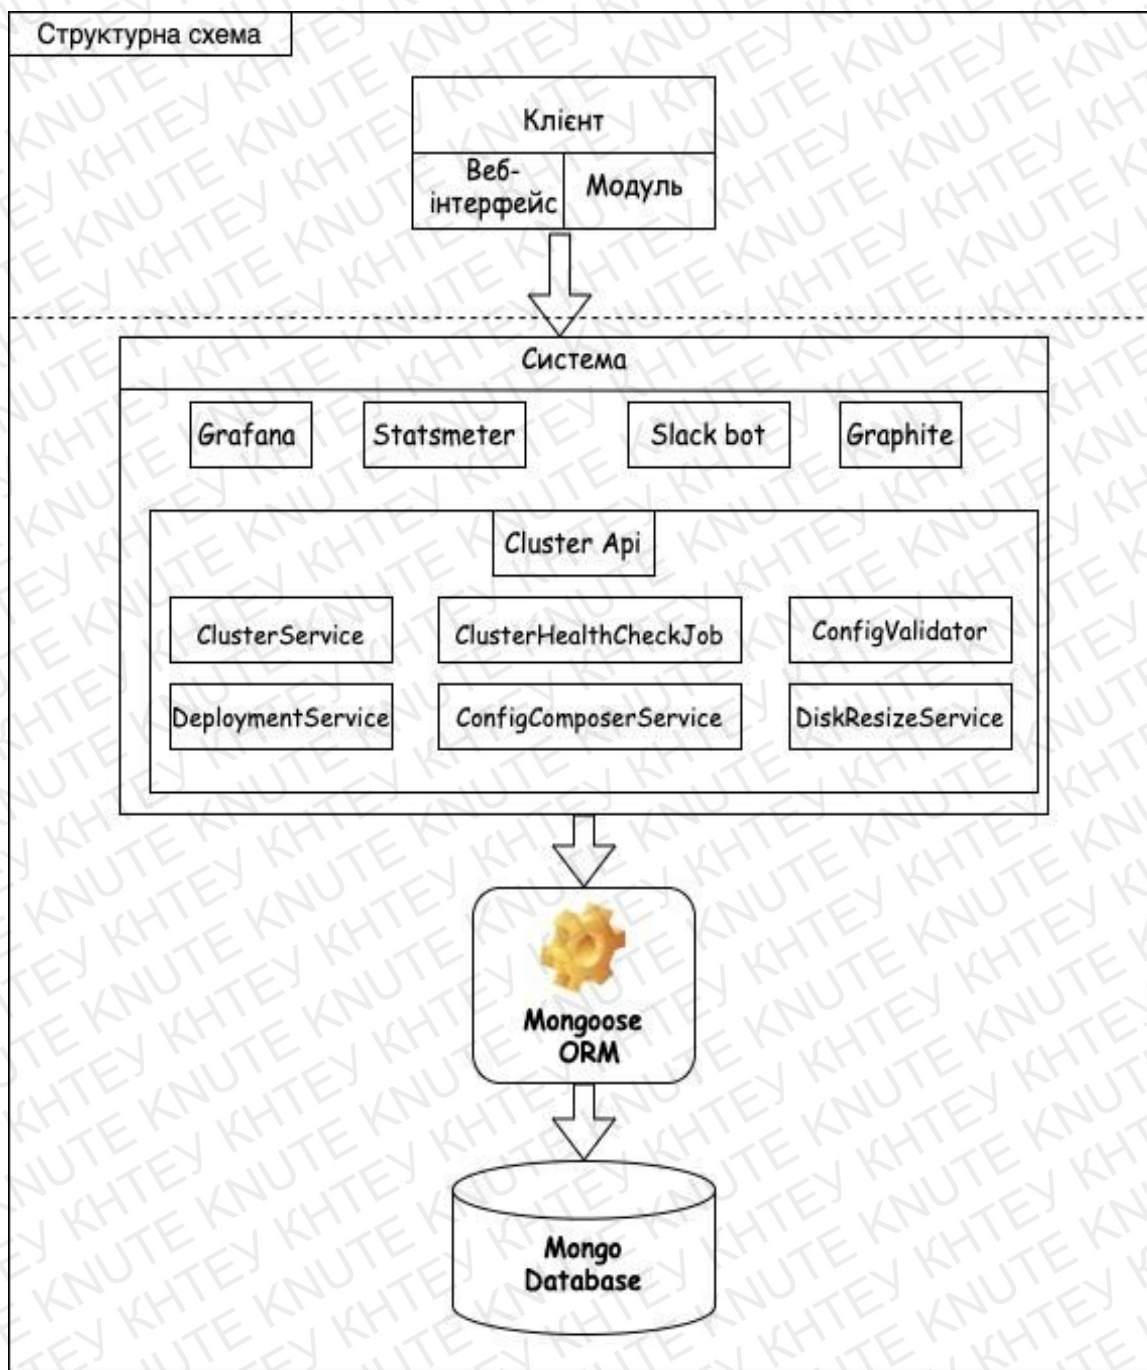 Структурна схема
Клієнт
Веб-
інтерфейс
Модуль
Система
Grafana
Statsmeter
Slack bot
Graphite
Cluster Api
ClusterService
ClusterHealthCheckJob
ConfigValidator
DeploymentService
ConfigComposerService
DiskResizeService
Mongoose
ORM
Mongo
Database